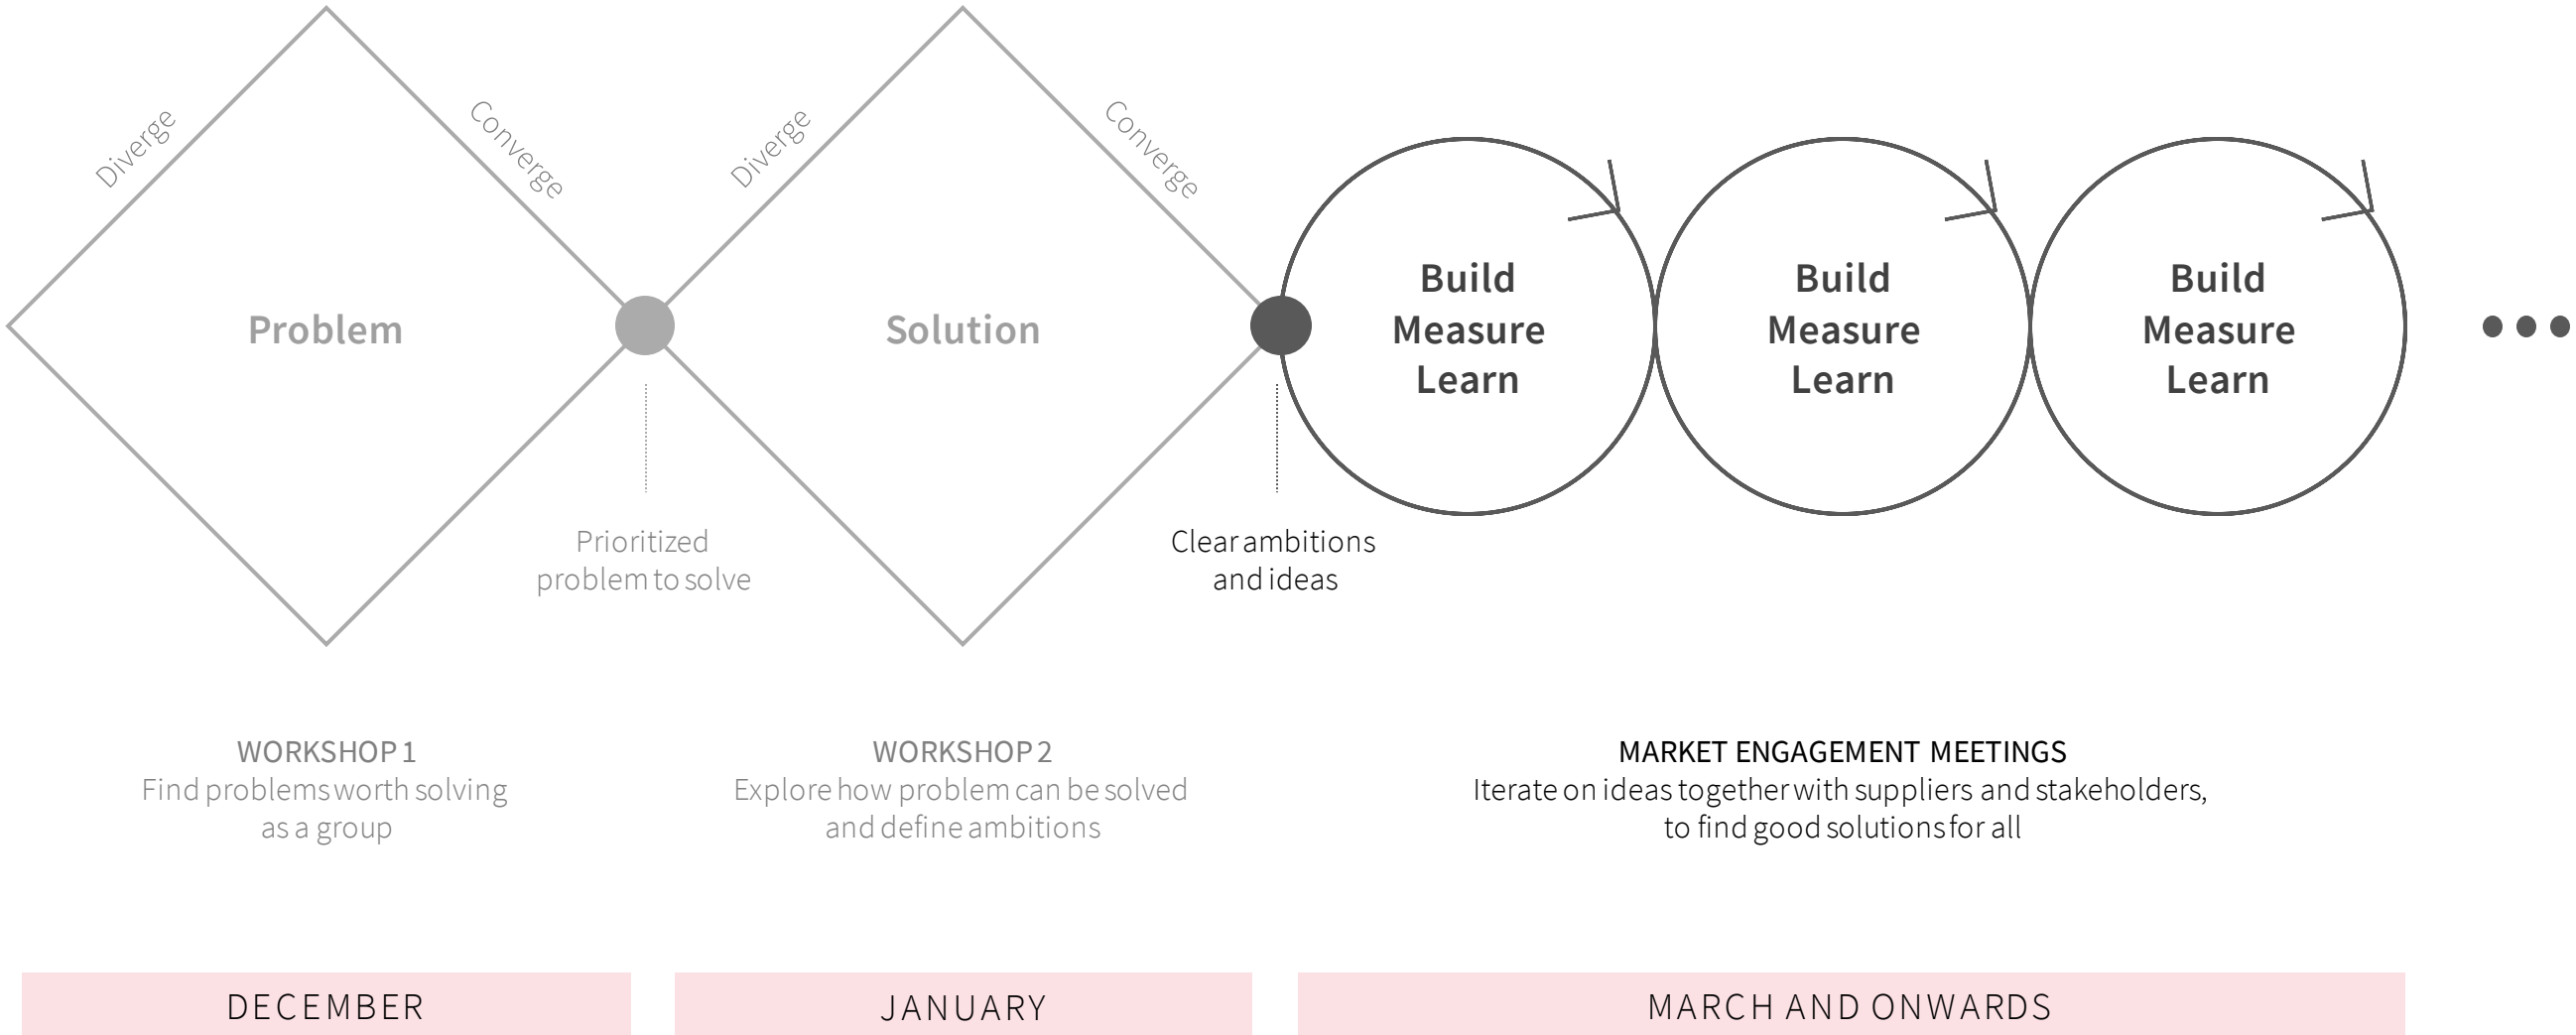 Diverge
Converge
Diverge
Converge
Problem
Solution
Build
Measure
Learn
Build
Measure
Learn
Build
Measure
Learn
Prioritized
problem to solve
Clear ambitions
and ideas
WORKSHOP 1
Find problems worth solving
as a group
WORKSHOP 2
Explore how problem can be solved
and define ambitions
MARKET ENGAGEMENT MEETINGS
Iterate on ideas together with suppliers and stakeholders,
to find good solutions for all
DECEMBER
JANUARY
MARCH AND ONWARDS